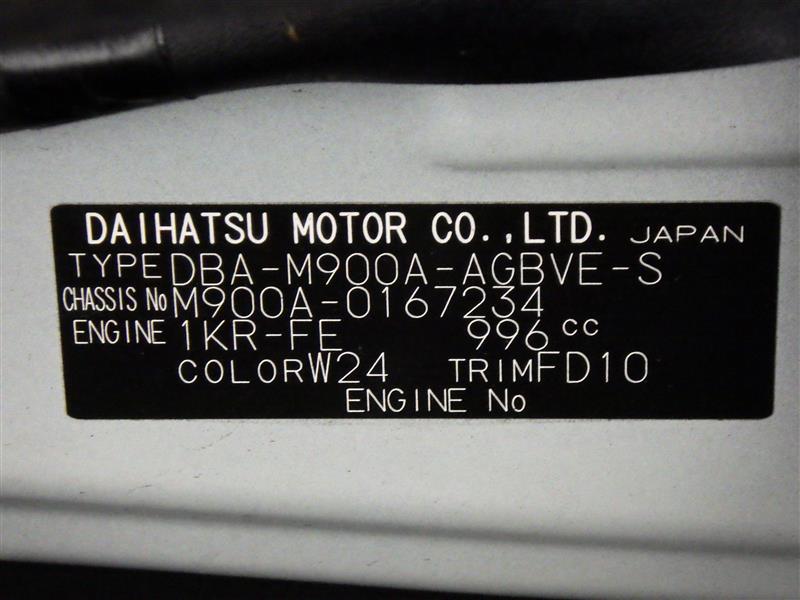 DAIHATSU MOTOR CO.,LTD. JAPAN
TYPE DBA-M900A-AGBVE-S
CHASSIS No M900A-0167234
ENGINE 1KR-FE 996 cc
COLOR W24 TRIM FD10
ENGINE No